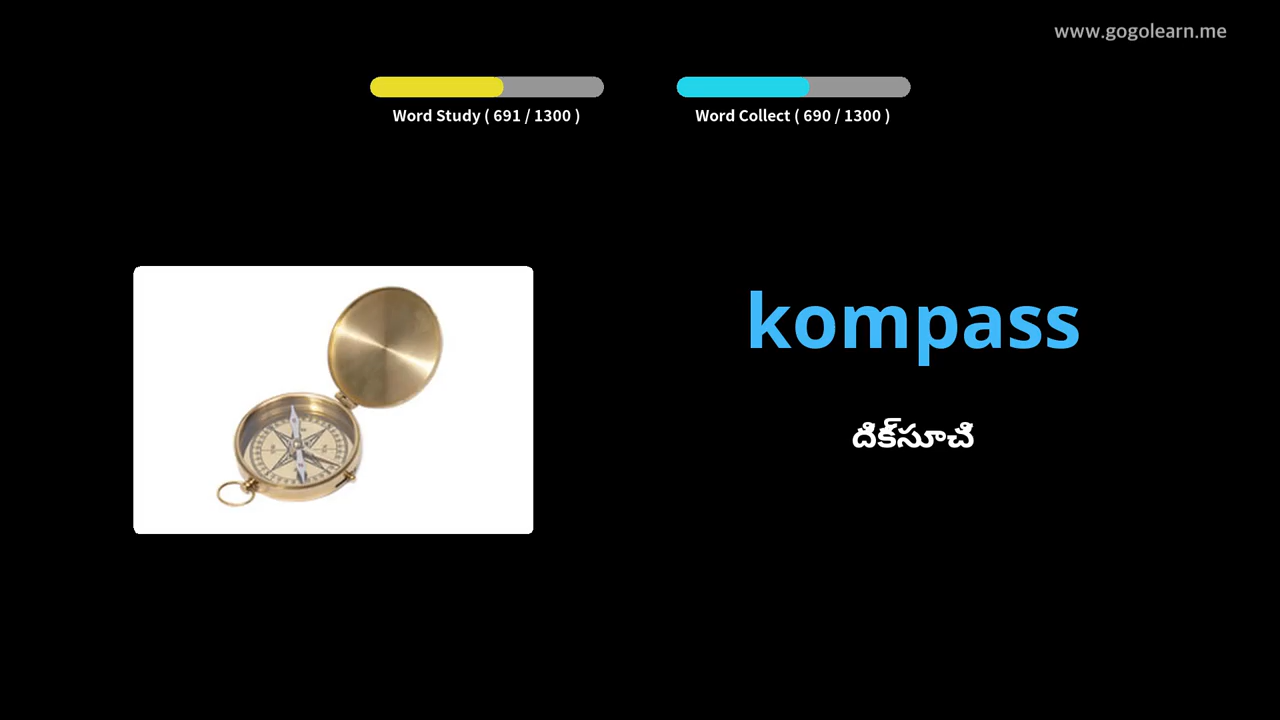 www.gogolearn.me
Word Study ( 691 / 1300 )
Word Collect ( 690 / 1300 )
kompass
దిక్‌సూచి